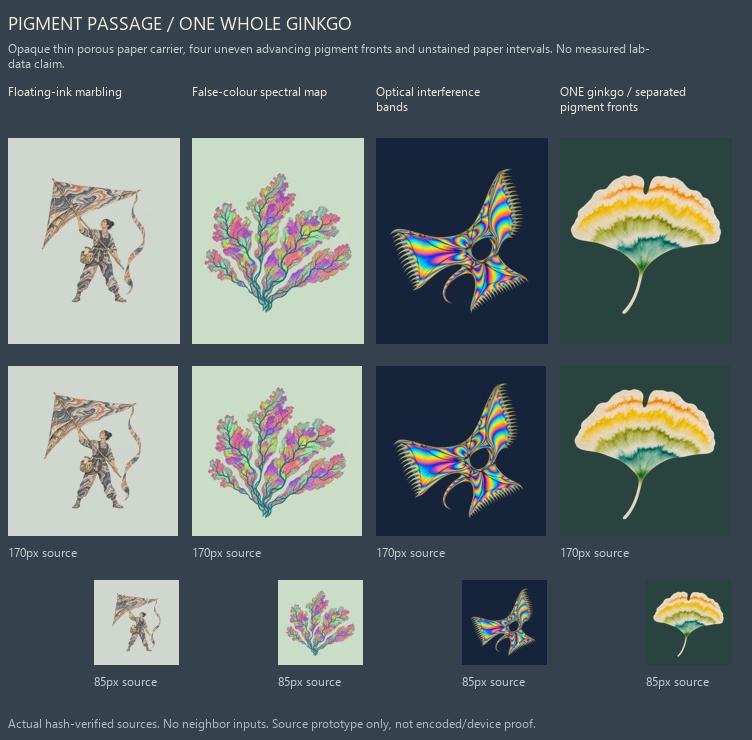 PIGMENT PASSAGE / ONE WHOLE GINKGO
Opaque thin porous paper carrier, four uneven advancing pigment fronts and unstained paper intervals. No measured lab-
data claim.
Floating-ink marbling
False-colour spectral map
Optical interference
bands
ONE ginkgo / separated
pigment fronts
170px source
170px source
170px source
170px source
85px source
85px source
85px source
85px source
Actual hash-verified sources. No neighbor inputs. Source prototype only, not encoded/device proof.